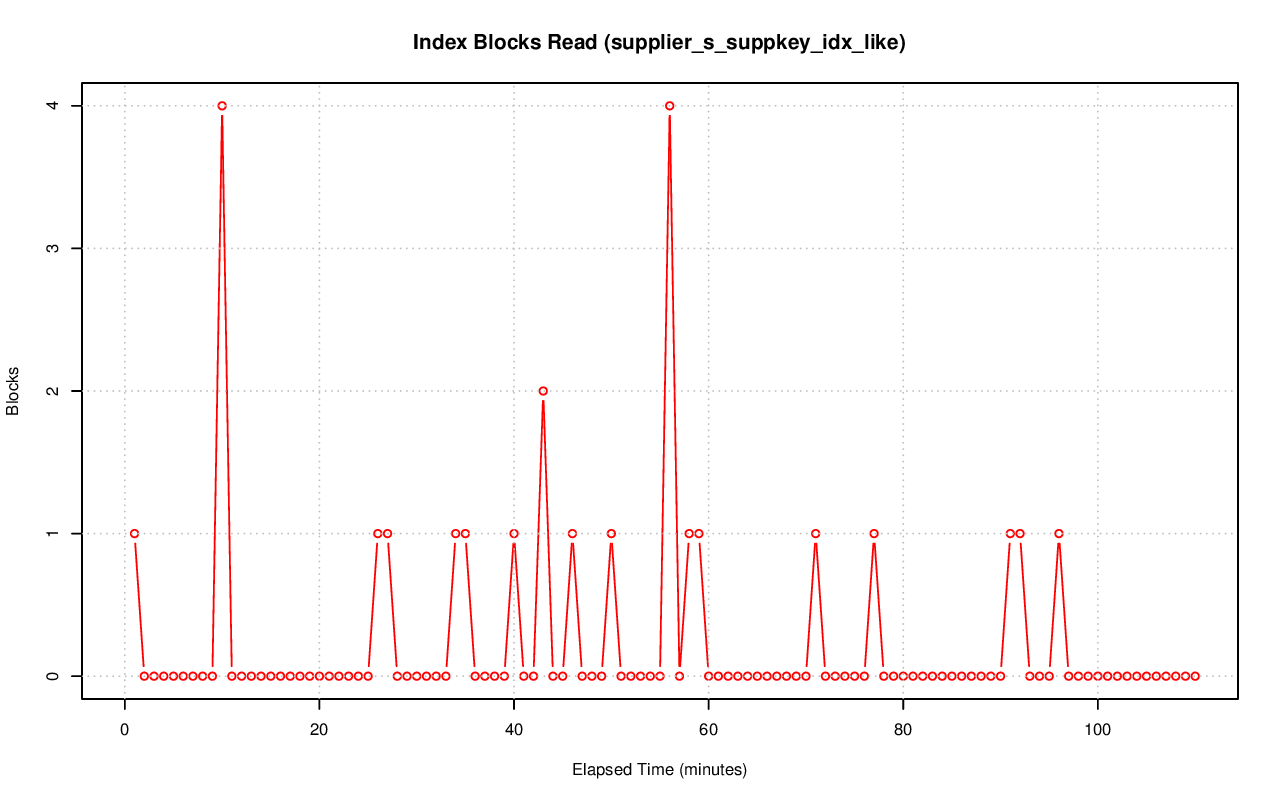 Index Blocks Read (supplier_s_suppkey_idx_like)
4
3
2
1
0
Blocks
0 20 40 60 80 100
Elapsed Time (minutes)